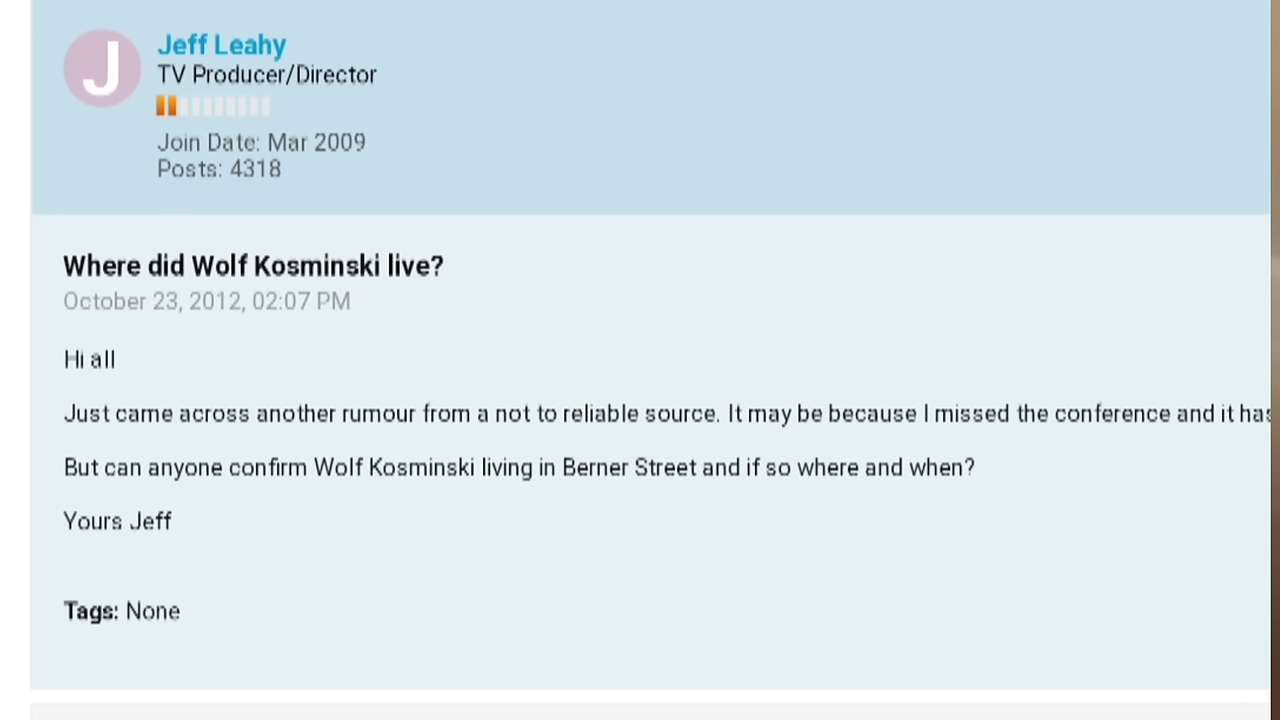 J
Jeff Leahy
TV Producer/Director
Join Date: Mar 2009
Posts: 4318
Where did Wolf Kosminski live?
October 23, 2012, 02:07 PM
Hi all
Just came across another rumour from a not to reliable source. It may be because I missed the conference and it has
But can anyone confirm Wolf Kosminski living in Berner Street and if so where and when?
Yours Jeff
Tags: None